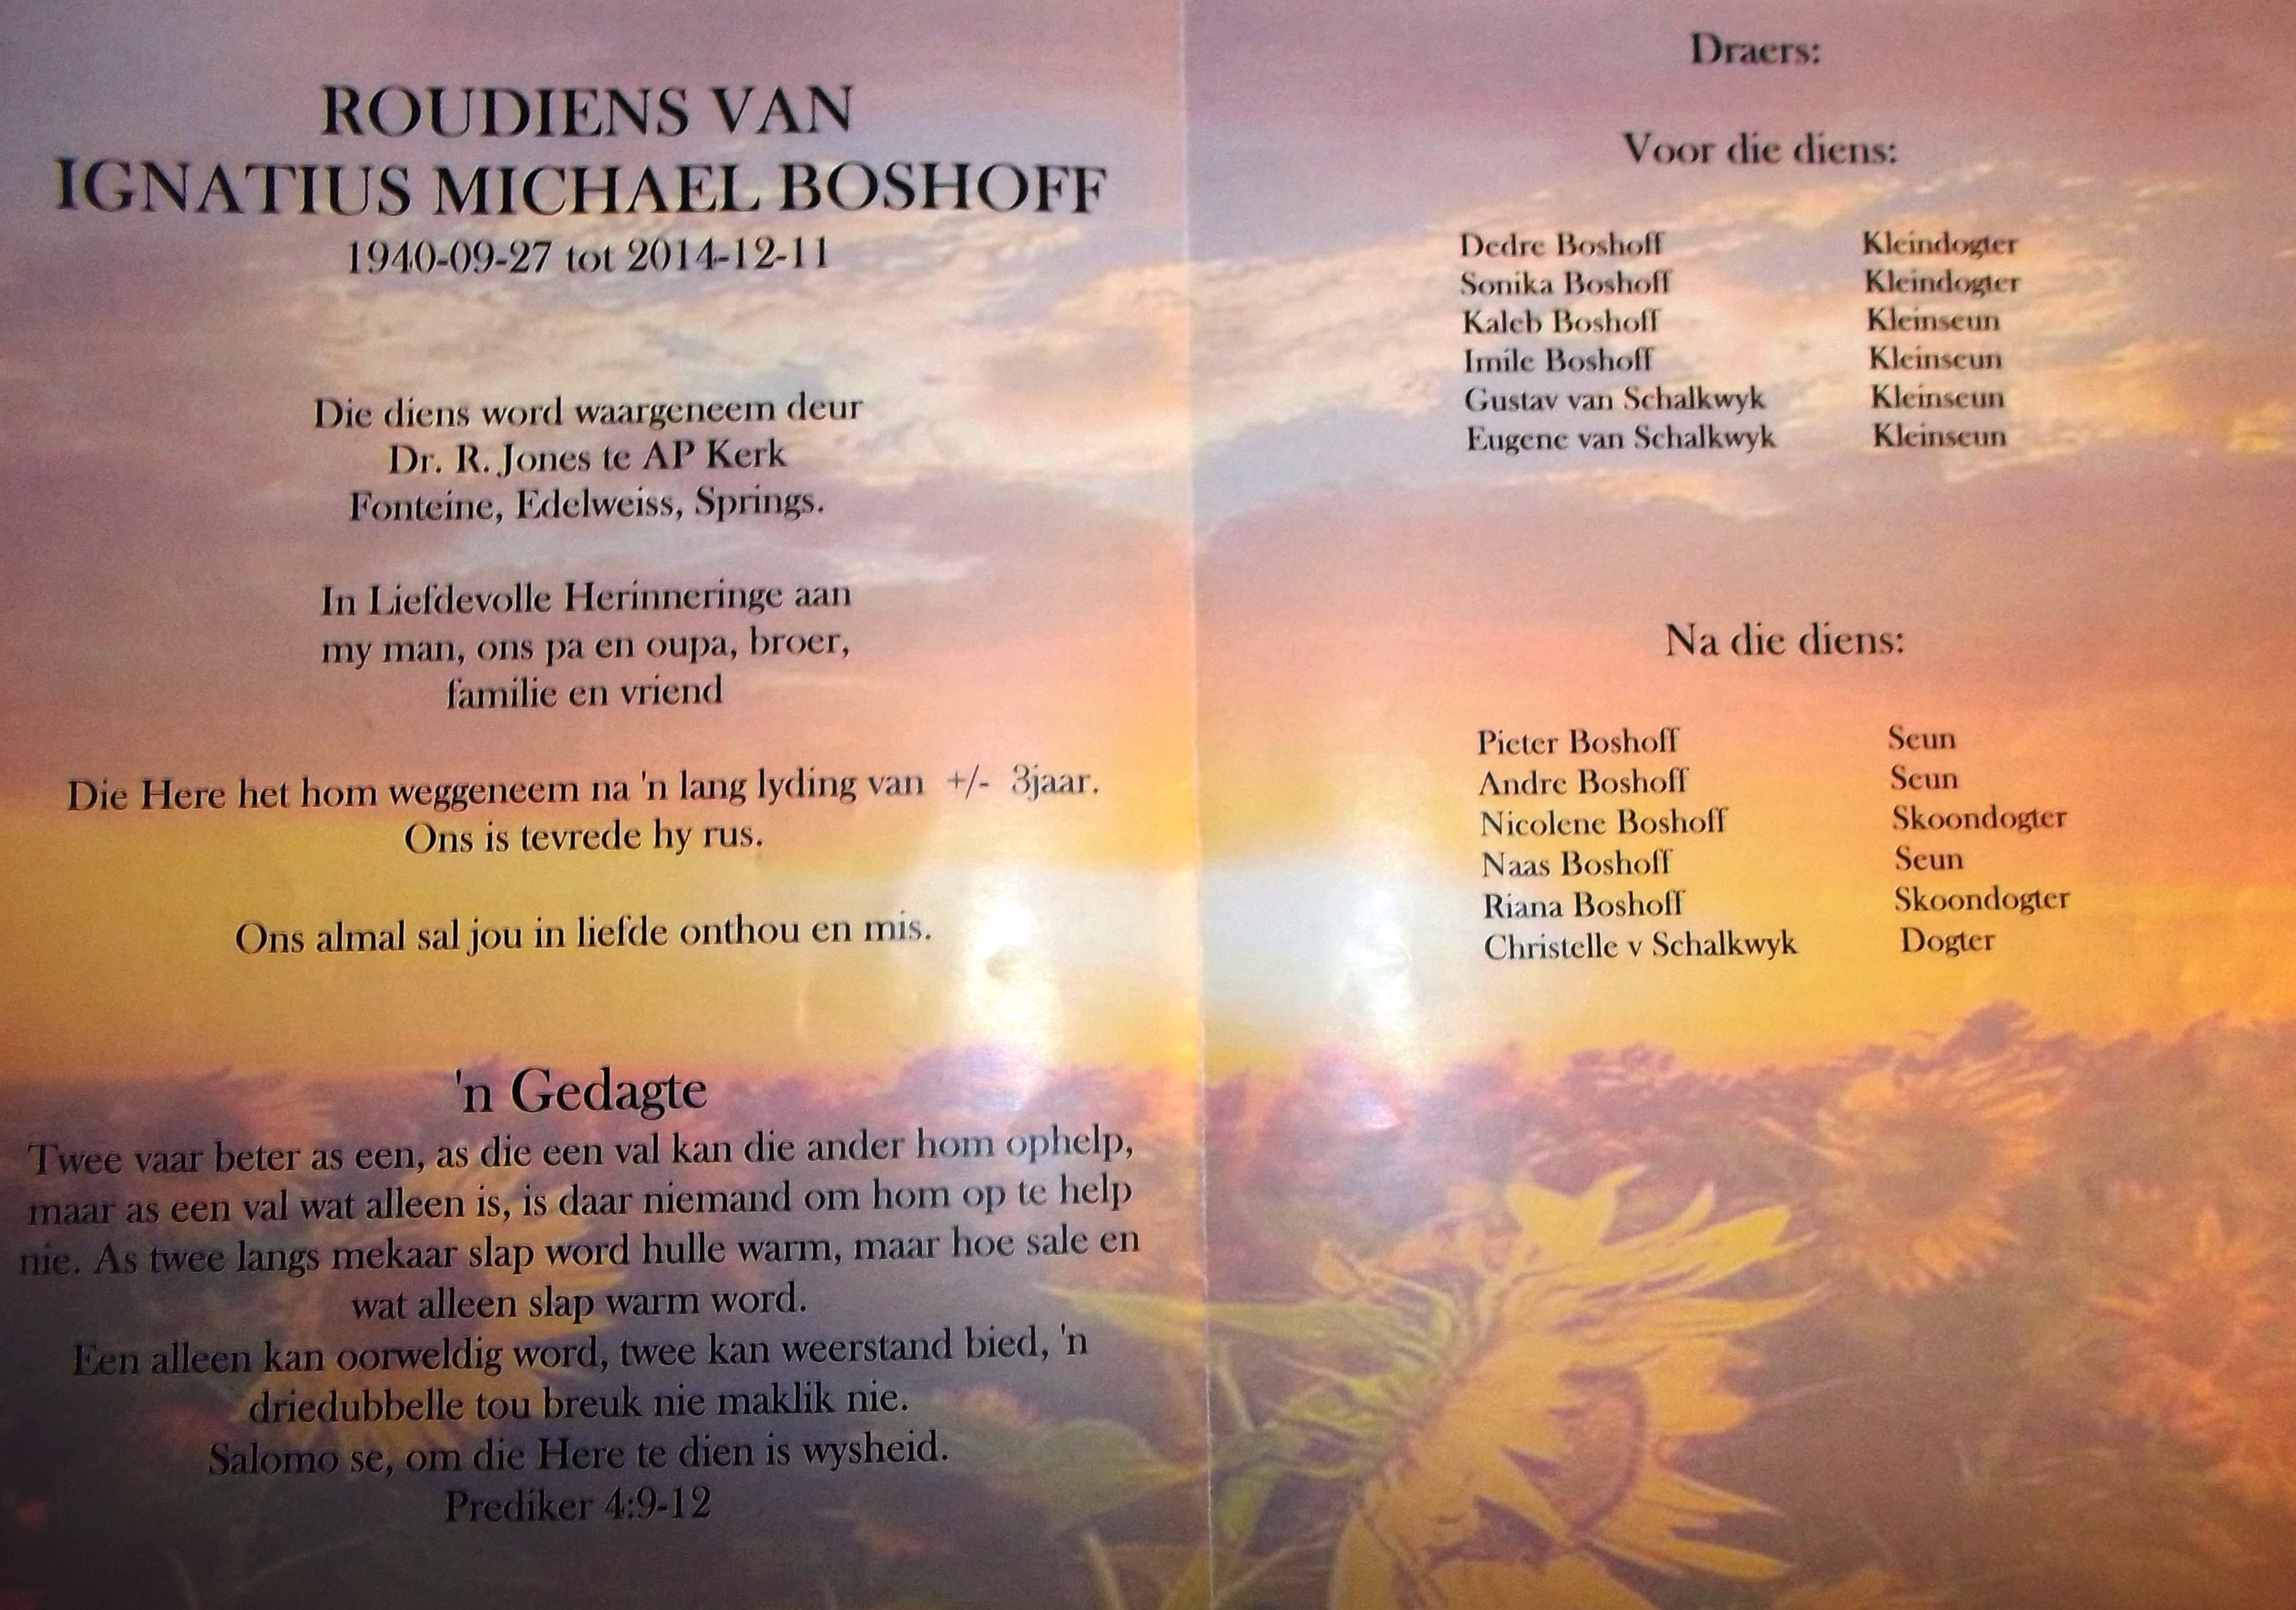 ROUDIENS VAN
IGNATIUS MICHAEL BOSHOFF
1940-09-27 tot 2014-12-11
Die diens word waargeneem deur
Dr. R. Jones te AP Kerk
Fonteine, Edelweiss, Springs.
In Liefdevolle Herinneringe aan
my man, ons pa en oupa, broer,
familie en vriend
Die Here het hom weggeneem na 'n lang lyding van +/- 3jaar.
Ons is tevrede hy rus.
Ons almal sal jou in liefde onthou en mis.
'n Gedagte
Twee vaar beter as een, as die een val kan die ander hom ophelp,
maar as een val wat alleen is, is daar niemand om hom op te help
nie. As twee langs mekaar slap word hulle warm, maar hoe sale en
wat alleen slap warm word.
Een alleen kan oorweldig word, twee kan weerstand bied, 'n
driedubbelle tou breuk nie maklik nie.
Salomo se, om die Here te dien is wysheid.
Prediker 4:9-12
Draers:
Voor die diens:
Dedre Boshoff Kleindogter
Sonika Boshoff Kleindogter
Kaleb Boshoff Kleinseun
Imile Boshoff Kleinseun
Gustav van Schalkwyk Kleinseun
Eugene van Schalkwyk Kleinseun
Na die diens:
Pieter Boshoff Seun
Andre Boshoff Seun
Nicolene Boshoff Skoondogter
Naas Boshoff Seun
Riana Boshoff Skoondogter
Christelle v Schalkwyk Dogter